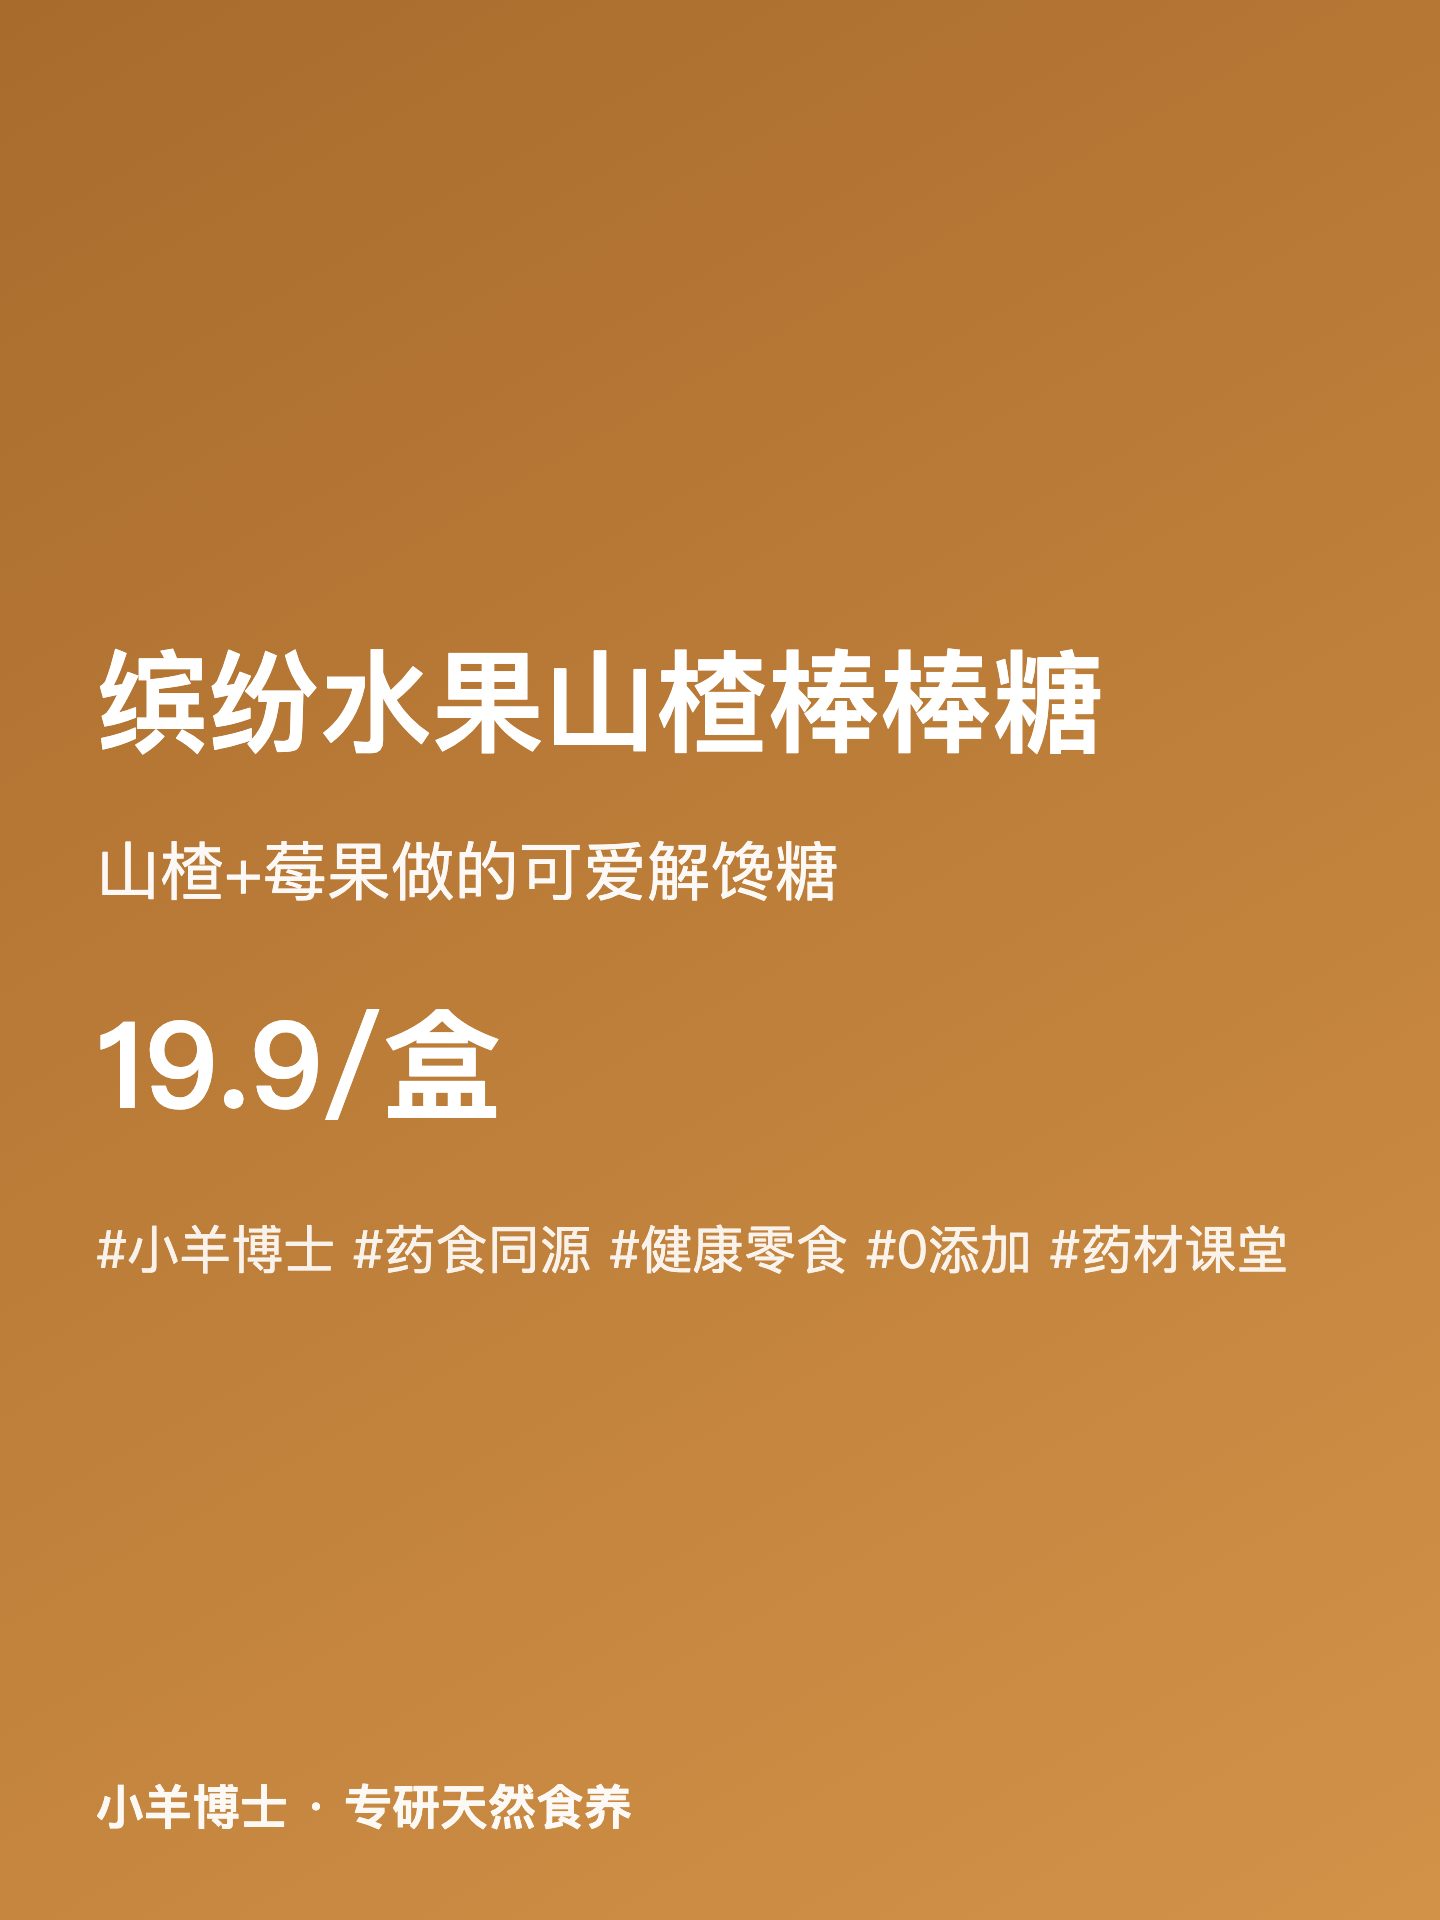 缤纷水果山楂棒棒糖
山楂+莓果做的可爱解馋糖
19.9/盒
#小羊博士 #药食同源 #健康零食 #0添加 #药材课堂
小羊博士 · 专研天然食养